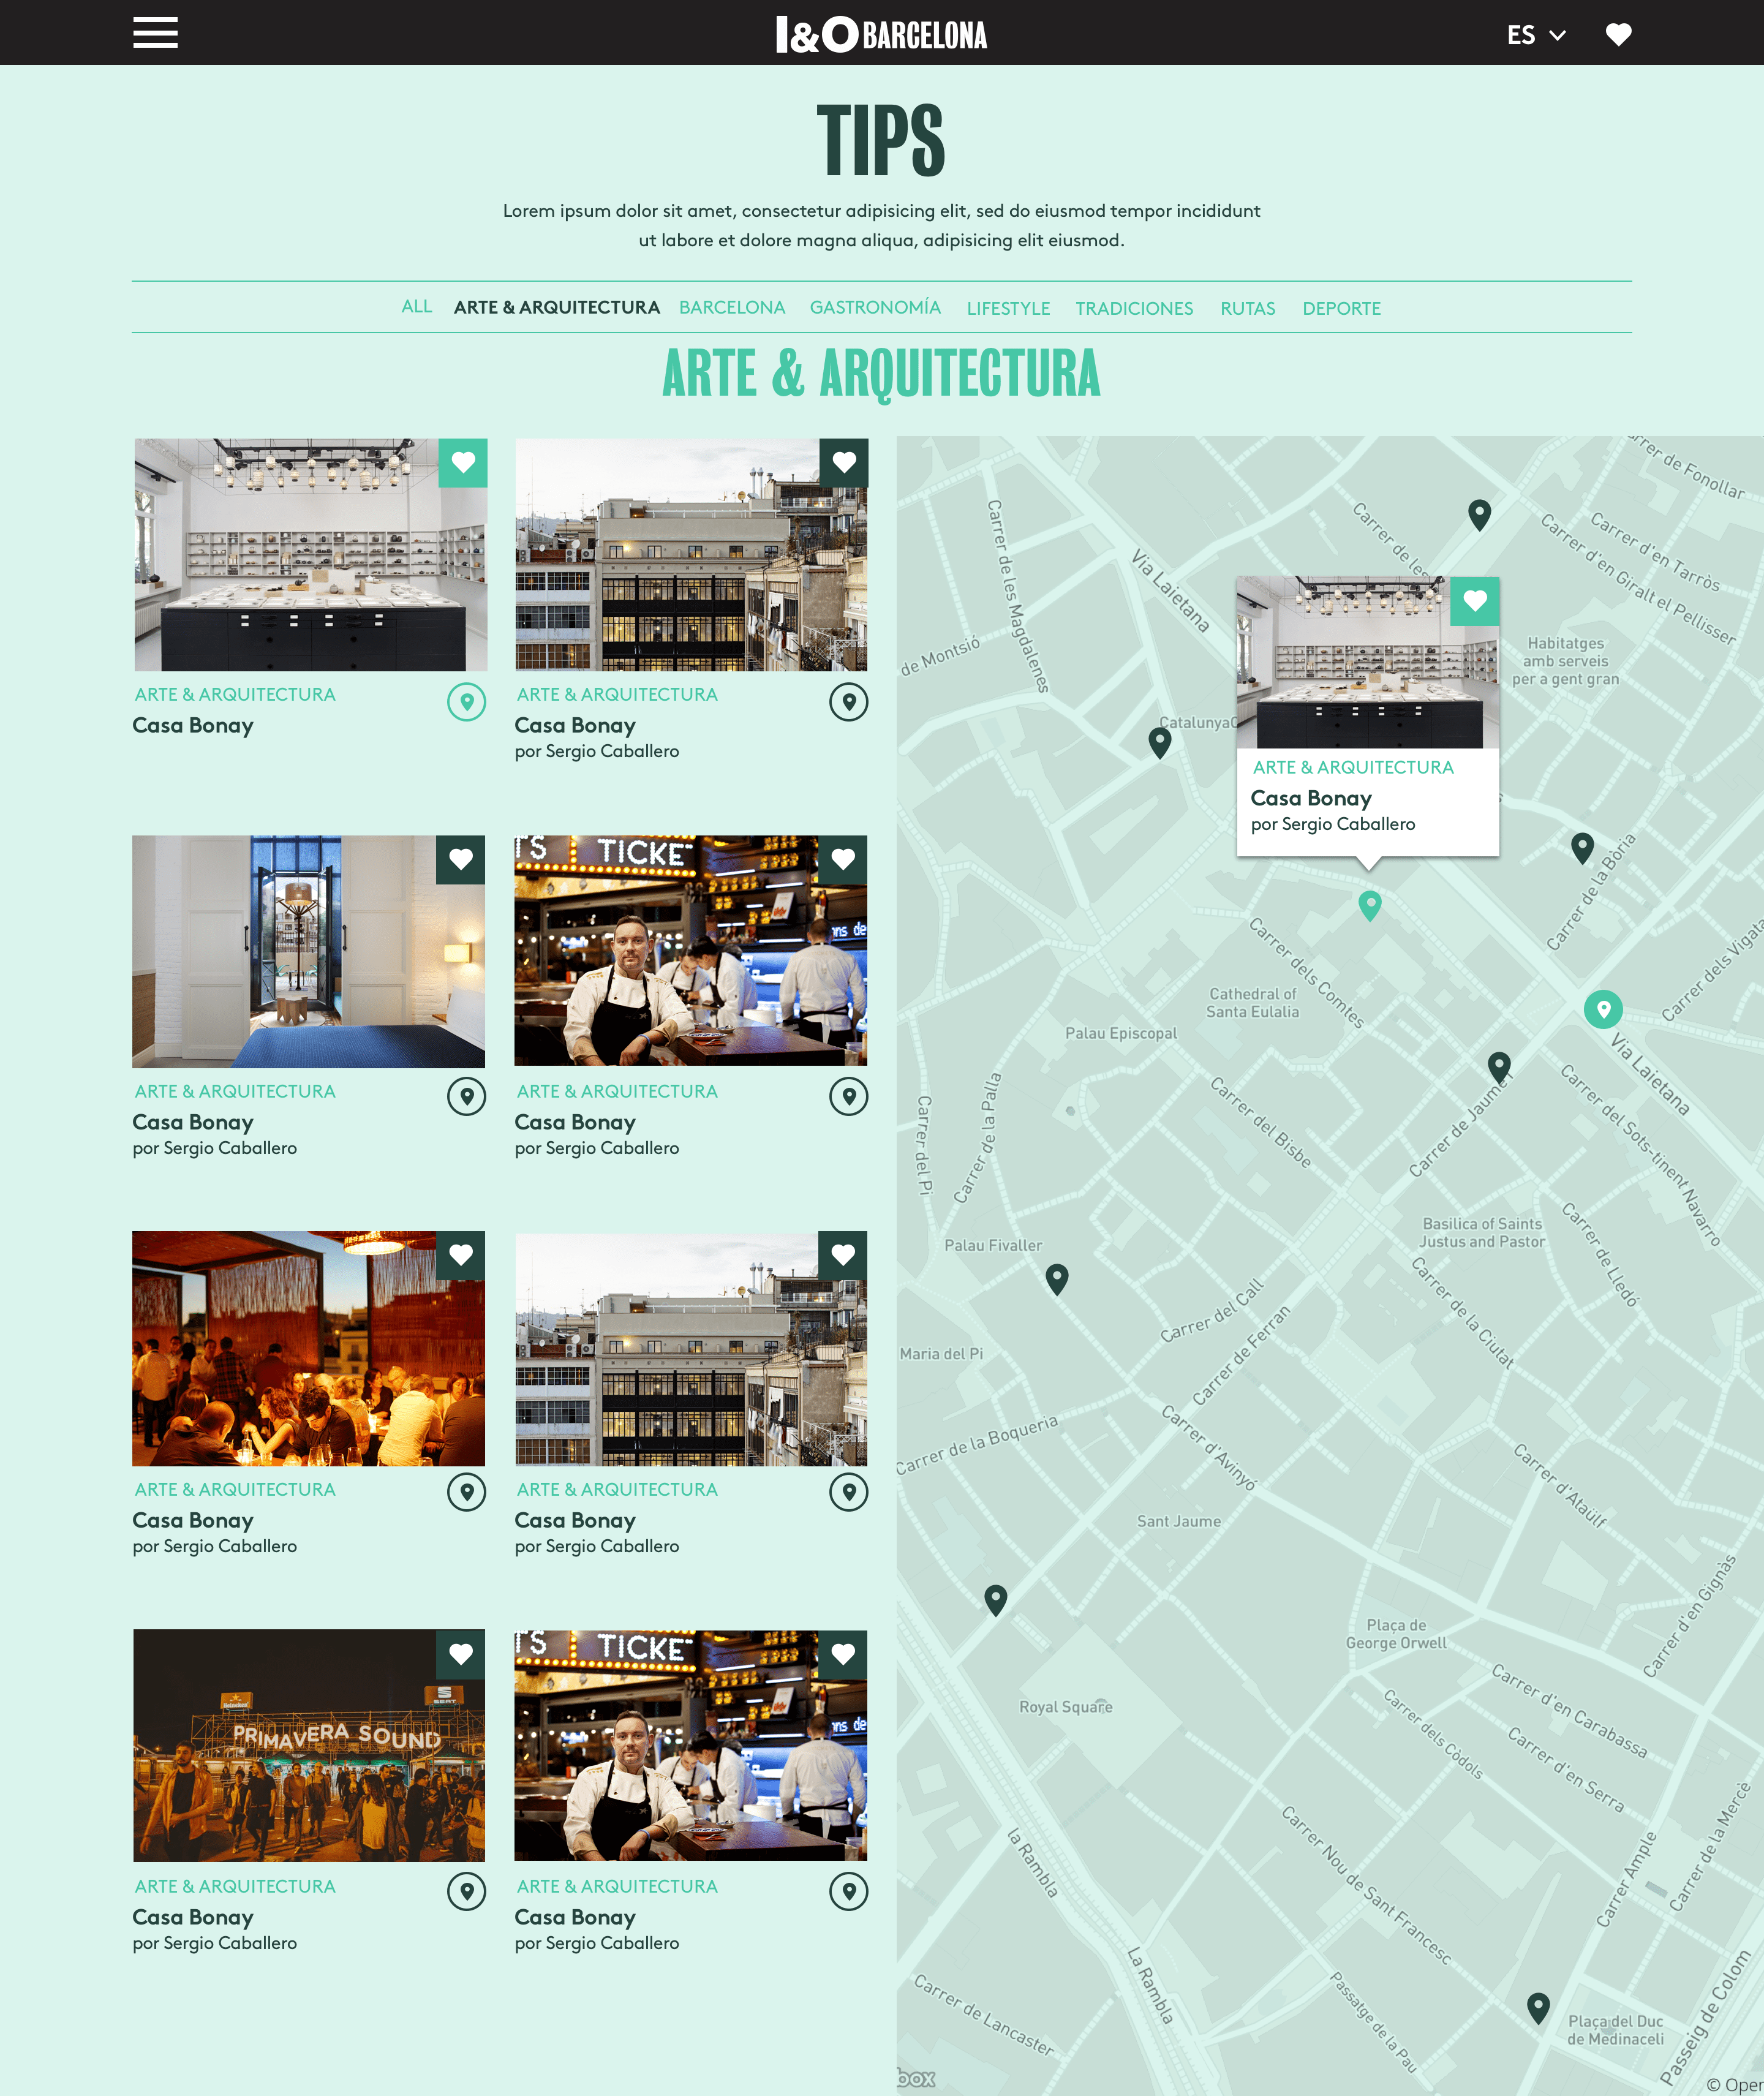 I&O BARCELONA
ES
TIPS
Lorem ipsum dolor sit amet, consectetur adipisicing elit, sed do eiusmod tempor incididunt
ut labore et dolore magna aliqua, adipisicing elit eiusmod.
ALL ARTE & ARQUITECTURA BARCELONA GASTRONOMÍA LIFESTYLE TRADICIONES RUTAS DEPORTE
ARTE & ARQUITECTURA
ARTE & ARQUITECTURA
Casa Bonay
ARTE & ARQUITECTURA
Casa Bonay
por Sergio Caballero
T'S TICKE
ns de
ARTE & ARQUITECTURA
Casa Bonay
por Sergio Caballero
ARTE & ARQUITECTURA
Casa Bonay
por Sergio Caballero
ARTE & ARQUITECTURA
Casa Bonay
por Sergio Caballero
ARTE & ARQUITECTURA
Casa Bonay
por Sergio Caballero
Heineken
SEAT
PRIMAVERA SOUND
T'S TICKE
ns de
ARTE & ARQUITECTURA
Casa Bonay
por Sergio Caballero
ARTE & ARQUITECTURA
Casa Bonay
por Sergio Caballero
rrer de Fonollar
Carrer de les Magdalenes
Carrer de les
Carrer d'en Tarròs
Carrer d'en Giralt el Pellisser
Via Laietana
de Montsió
Habitatges
amb serveis
per a gent gran
Catalunya
ARTE & ARQUITECTURA
Casa Bonay
por Sergio Caballero
Carrer de la Bòria
Carrer dels Vigata
Carrer dels Comtes
Cathedral of
Santa Eulalia
Palau Episcopal
Via Laietana
Carrer del Pi
Carrer de la Palla
Carrer del Bisbe
Carrer de Jaume I
Carrer del Sots-tinent Navarro
Basilica of Saints
Justus and Pastor
Palau Fivaller
Carrer de Lledó
Carrer del Call
Carrer de la Ciutat
Maria del Pi
Carrer de Ferran
Carrer de la Boqueria
Carrer d'Avinyó
Carrer d'Ataülf
Sant Jaume
Carrer d'en Gignàs
Plaça de
George Orwell
Royal Square
Carrer d'en Carabassa
Carrer dels Còdols
Carrer d'en Serra
Carrer de la Mercè
la Rambla
Carrer Nou de Sant Francesc
Carrer Ample
La Rambla
Passatge de la Pau
Passeig de Colom
Carrer de Lancaster
Plaça del Duc
de Medinaceli
box
© Oper